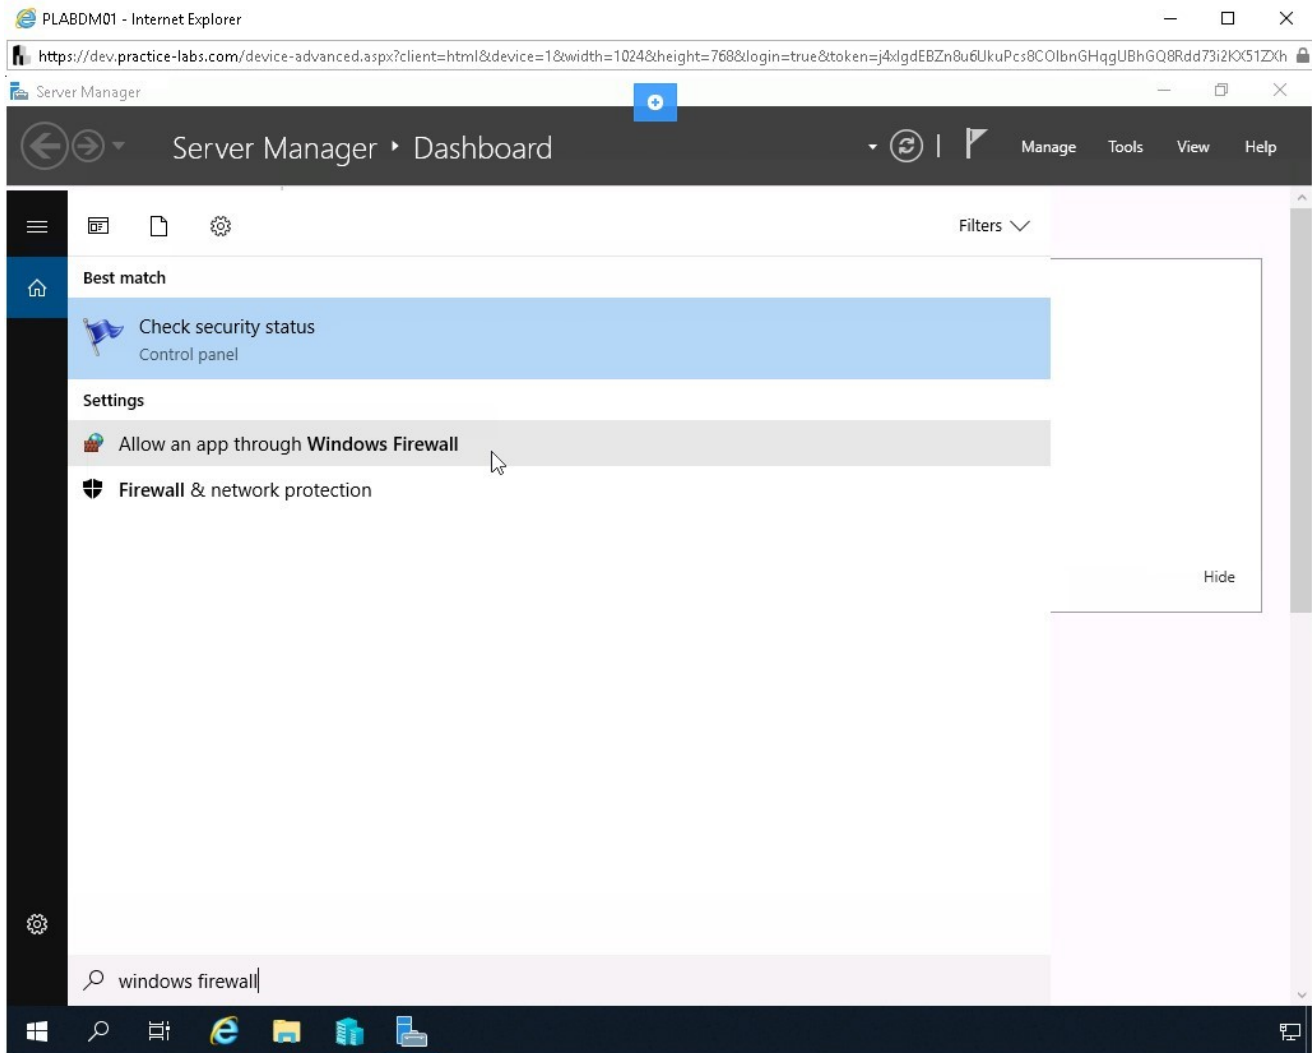 PLABDM01 - Internet Explorer
https://dev.practice-labs.com/device-advanced.aspx?client=html&device=1&width=1024&height=768&login=true&token=j4xIgdEBZn8u6UkuPcs8COIbnGHqgUBhGQ8Rdd73i2KX51ZXh
Server Manager
Server Manager ‣ Dashboard
Manage Tools View Help
Filters
Best match
Check security status
Control panel
Settings
Allow an app through Windows Firewall
Firewall & network protection
Hide
windows firewall